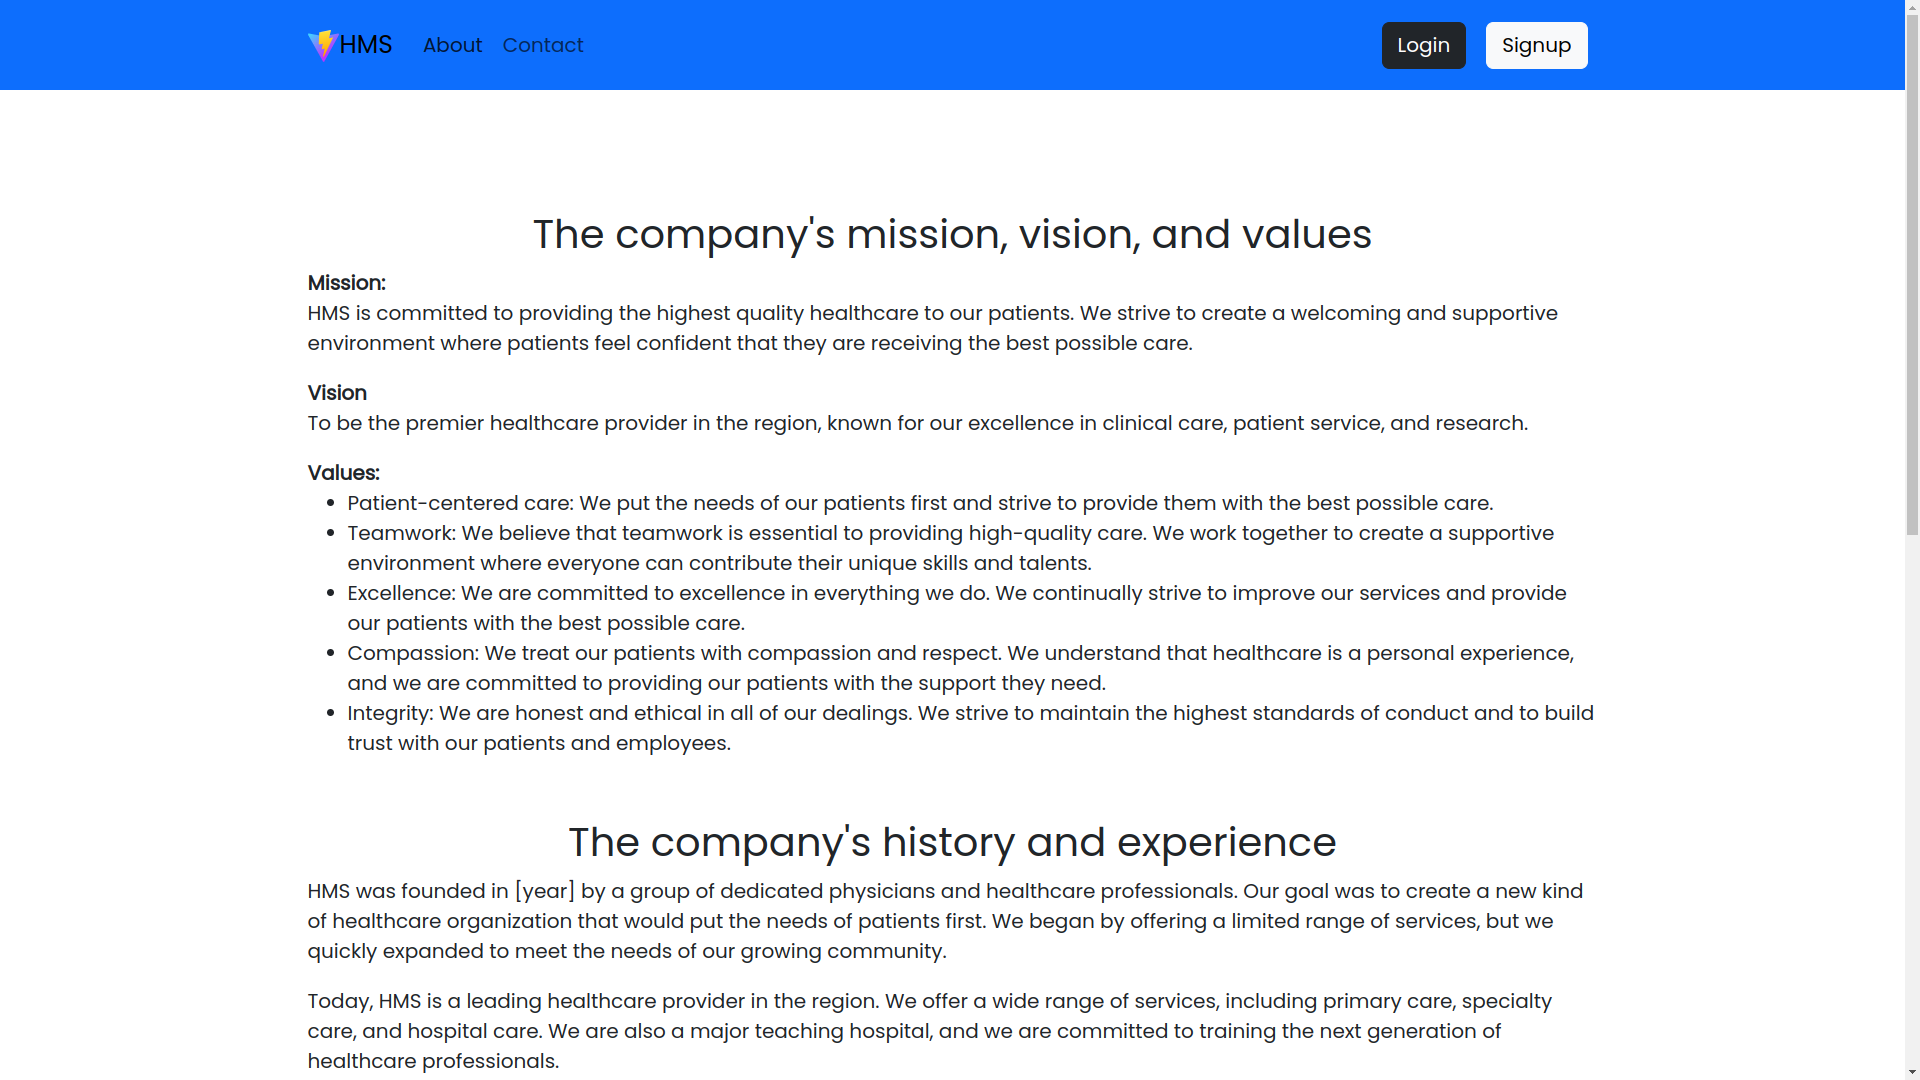 HMS About Contact Login Signup
The company's mission, vision, and values
Mission:
HMS is committed to providing the highest quality healthcare to our patients. We strive to create a welcoming and supportive
environment where patients feel confident that they are receiving the best possible care.
Vision
To be the premier healthcare provider in the region, known for our excellence in clinical care, patient service, and research.
Values:
• Patient-centered care: We put the needs of our patients first and strive to provide them with the best possible care.
• Teamwork: We believe that teamwork is essential to providing high-quality care. We work together to create a supportive
environment where everyone can contribute their unique skills and talents.
• Excellence: We are committed to excellence in everything we do. We continually strive to improve our services and provide
our patients with the best possible care.
• Compassion: We treat our patients with compassion and respect. We understand that healthcare is a personal experience,
and we are committed to providing our patients with the support they need.
• Integrity: We are honest and ethical in all of our dealings. We strive to maintain the highest standards of conduct and to build
trust with our patients and employees.
The company's history and experience
HMS was founded in [year] by a group of dedicated physicians and healthcare professionals. Our goal was to create a new kind
of healthcare organization that would put the needs of patients first. We began by offering a limited range of services, but we
quickly expanded to meet the needs of our growing community.
Today, HMS is a leading healthcare provider in the region. We offer a wide range of services, including primary care, specialty
care, and hospital care. We are also a major teaching hospital, and we are committed to training the next generation of
healthcare professionals.